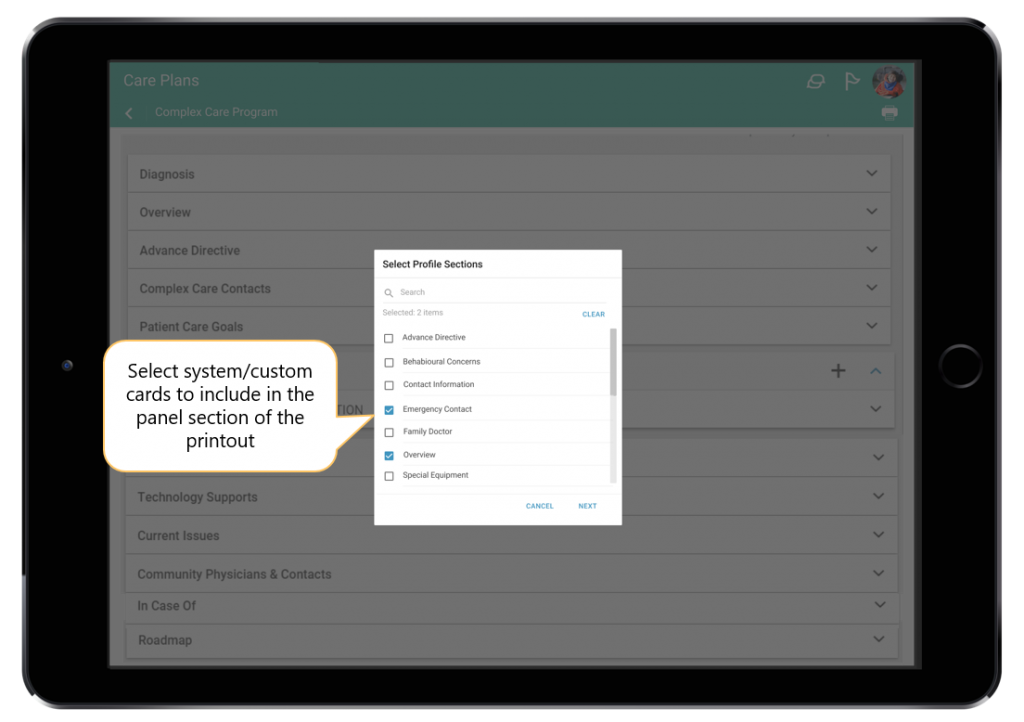 Care Plans
Complex Care Program
Diagnosis
Overview
Advance Directive
Complex Care Contacts
Patient Care Goals
TION
Technology Supports
Current Issues
Community Physicians & Contacts
In Case Of
Roadmap
Select Profile Sections
Search
Selected: 2 items
CLEAR
Advance Directive
Behabioural Concerns
Contact Information
Emergency Contact
Family Doctor
Overview
Special Equipment
CANCEL NEXT
Select system/custom
cards to include in the
panel section of the
printout